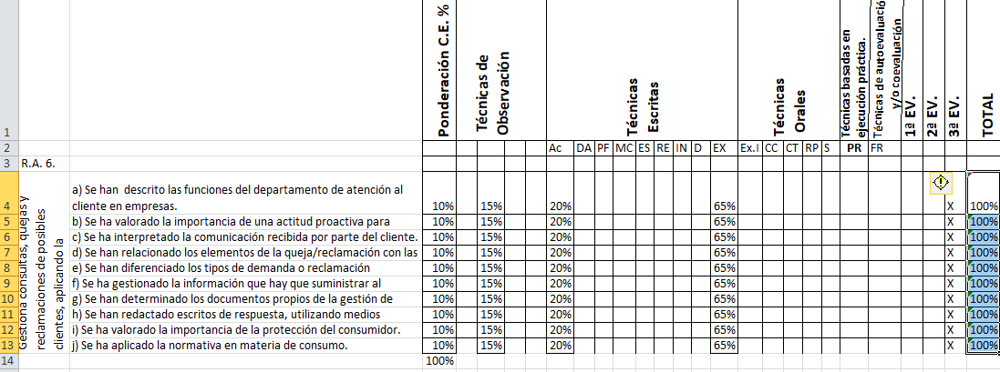 Ponderación C.E. %
Técnicas de
Observación
Técnicas
Escritas
Técnicas
Orales
Técnicas basadas en
ejecución práctica.
Técnicas de autoevaluación
y/o coevaluación
1ª EV.
2ª EV.
3ª EV.
TOTAL
1
2 Ac DA PF MC ES RE IN D EX Ex.I CC CT RP S PR FR
3 R.A. 6.
Gestiona consultas, quejas y
reclamaciones de posibles
clientes, aplicando la
a) Se han descrito las funciones del departamento de atención al
4 cliente en empresas. 10% 15% 20% 65% X 100%
5 b) Se ha valorado la importancia de una actitud proactiva para 10% 15% 20% 65% X 100%
6 c) Se ha interpretado la comunicación recibida por parte del cliente. 10% 15% 20% 65% X 100%
7 d) Se han relacionado los elementos de la queja/reclamación con las 10% 15% 20% 65% X 100%
8 e) Se han diferenciado los tipos de demanda o reclamación 10% 15% 20% 65% X 100%
9 f) Se ha gestionado la información que hay que suministrar al 10% 15% 20% 65% X 100%
10 g) Se han determinado los documentos propios de la gestión de 10% 15% 20% 65% X 100%
11 h) Se han redactado escritos de respuesta, utilizando medios 10% 15% 20% 65% X 100%
12 i) Se ha valorado la importancia de la protección del consumidor. 10% 15% 20% 65% X 100%
13 j) Se ha aplicado la normativa en materia de consumo. 10% 15% 20% 65% X 100%
14 100%